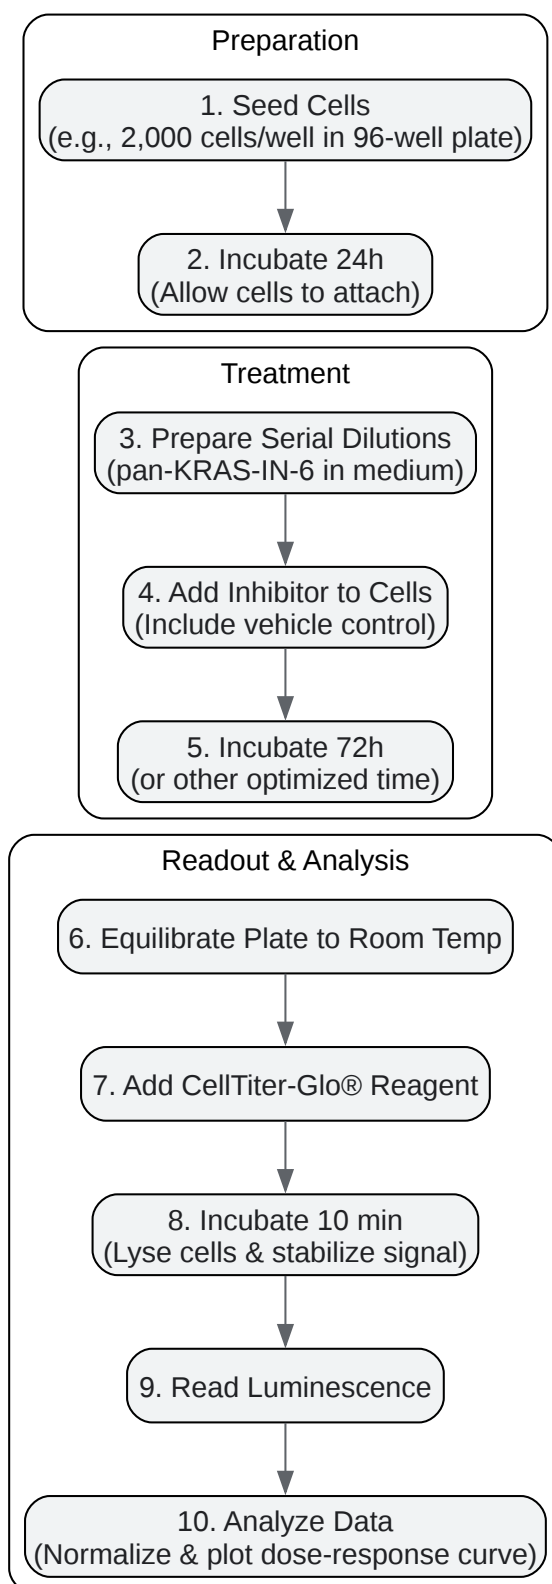 Preparation
1. Seed Cells
(e.g., 2,000 cells/well in 96-well plate)
2. Incubate 24h
(Allow cells to attach)
Treatment
3. Prepare Serial Dilutions
(pan-KRAS-IN-6 in medium)
4. Add Inhibitor to Cells
(Include vehicle control)
5. Incubate 72h
(or other optimized time)
Readout & Analysis
6. Equilibrate Plate to Room Temp
7. Add CellTiter-Glo® Reagent
8. Incubate 10 min
(Lyse cells & stabilize signal)
9. Read Luminescence
10. Analyze Data
(Normalize & plot dose-response curve)